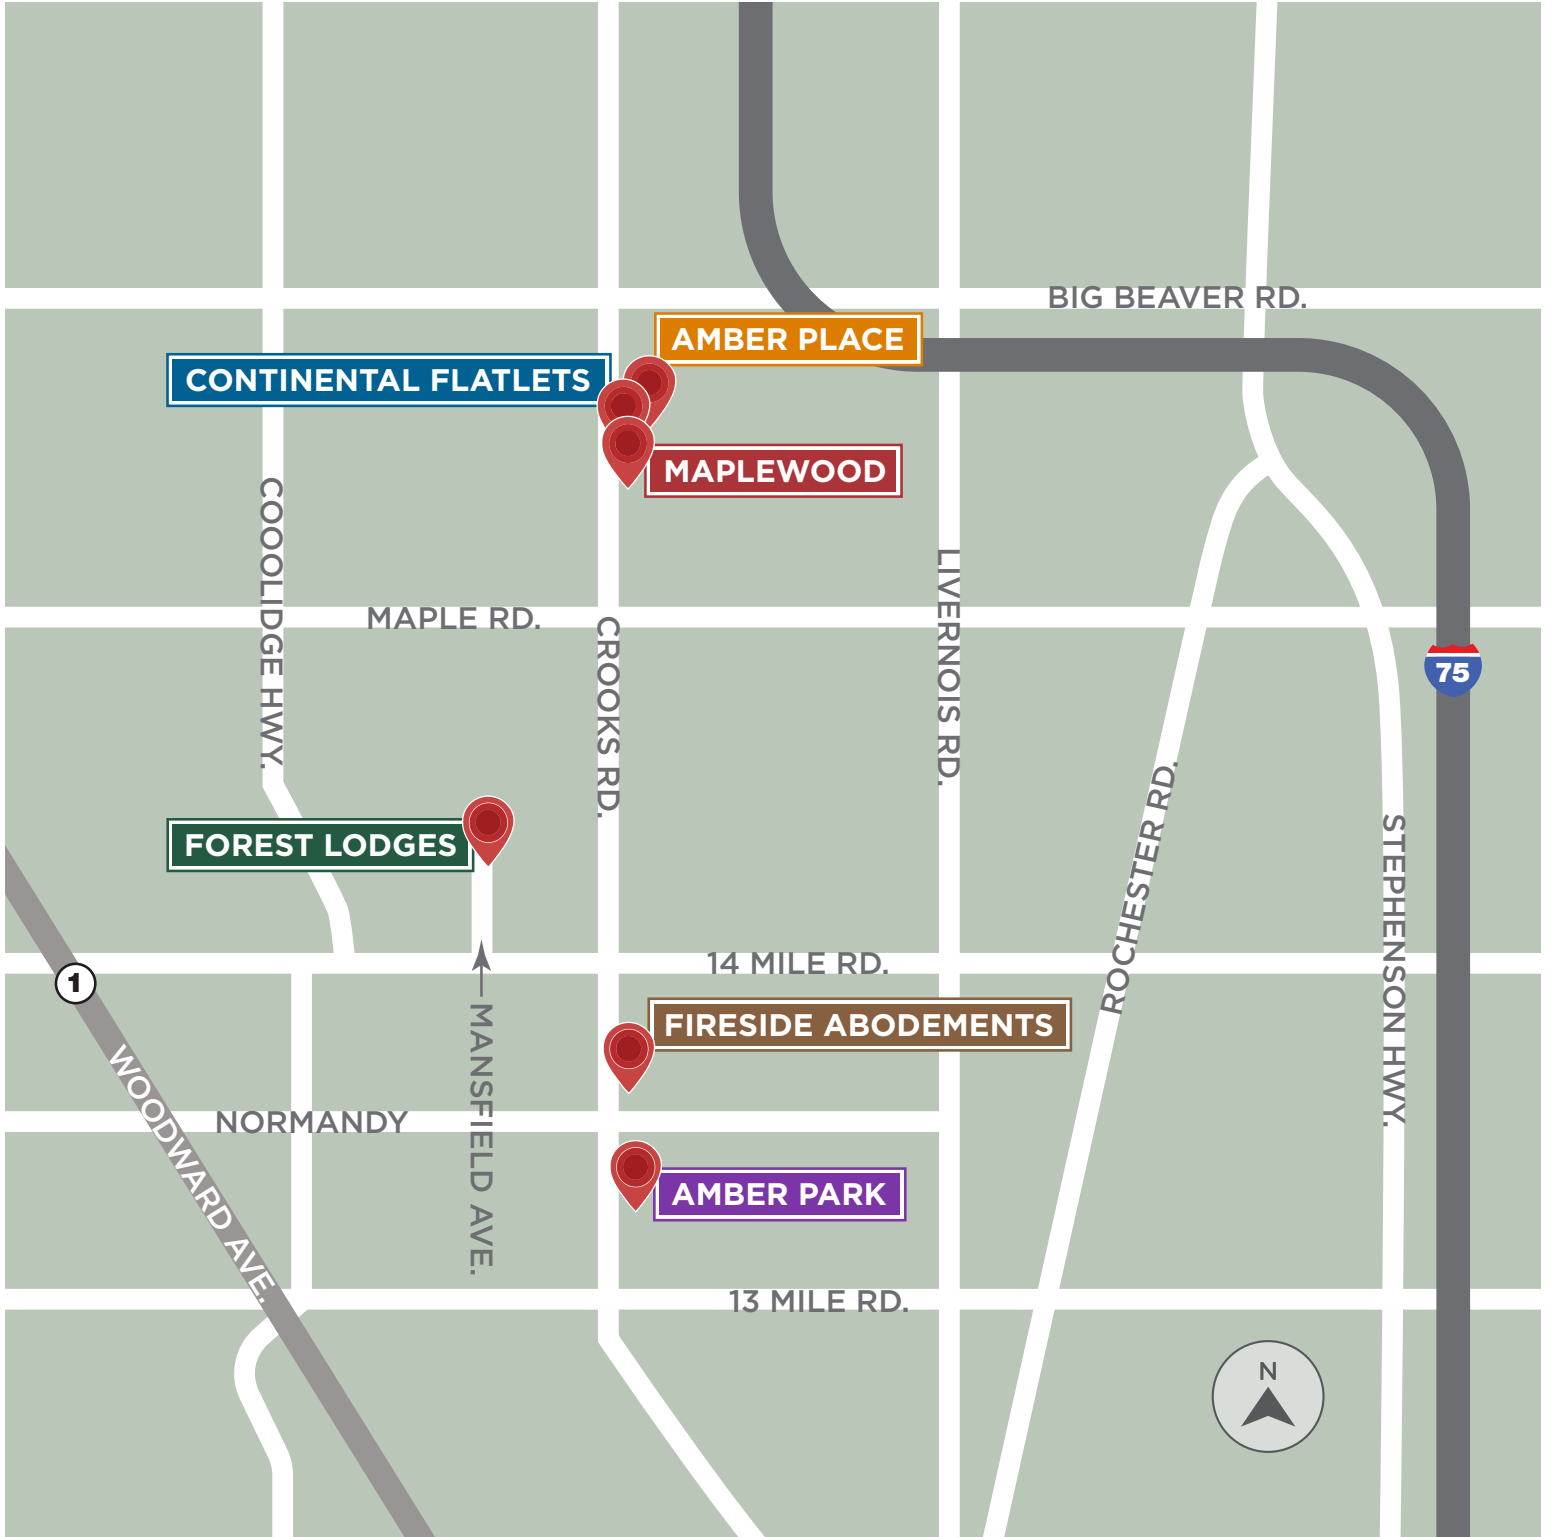 BIG BEAVER RD.
AMBER PLACE
CONTINENTAL FLATLETS
MAPLEWOOD
COOOLIDGE HWY.
LIVERNOIS RD.
MAPLE RD.
CROOKS RD.
75
ROCHESTER RD.
FOREST LODGES
STEPHENSON HWY.
14 MILE RD.
1
FIRESIDE ABODEMENTS
MANSFIELD AVE.
WOODWARD AVE.
NORMANDY
AMBER PARK
13 MILE RD.
N